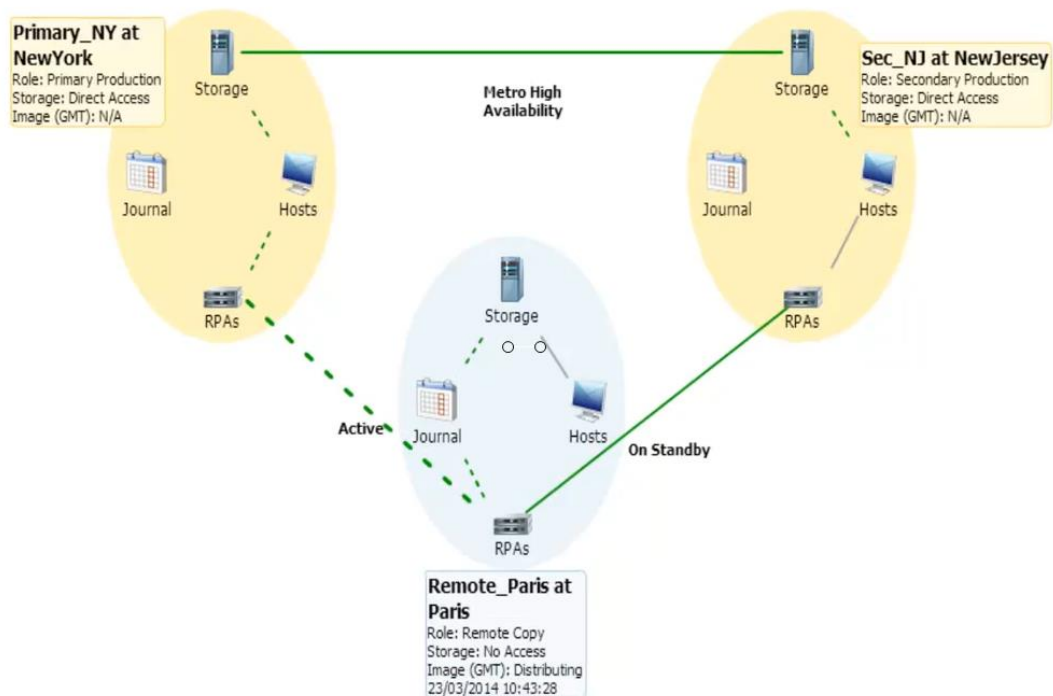 Primary_NY at
NewYork
Role: Primary Production
Storage: Direct Access
Image (GMT): N/A
Storage
Journal
Hosts
RPAs
Metro High
Availability
Sec_NJ at NewJersey
Role: Secondary Production
Storage: Direct Access
Image (GMT): N/A
Storage
Journal
Hosts
RPAs
Storage
Journal
Hosts
RPAs
Active
On Standby
Remote_Paris at
Paris
Role: Remote Copy
Storage: No Access
Image (GMT): Distributing
23/03/2014 10:43:28